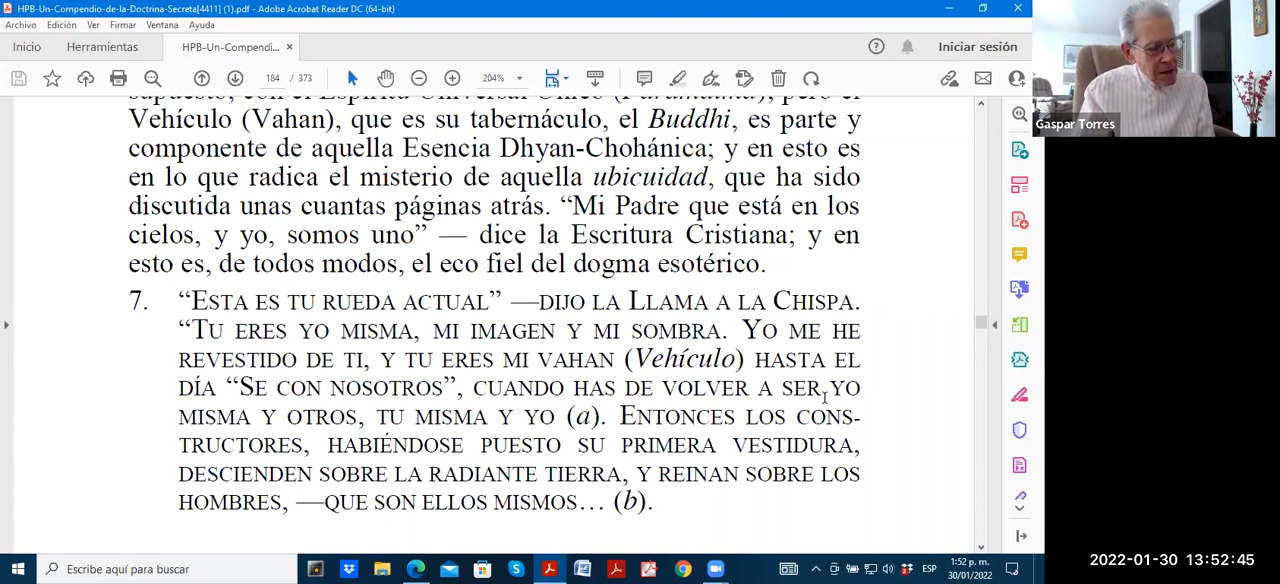 HPB-Un-Compendio-de-la-Doctrina-Secreta[4411] (1).pdf - Adobe Acrobat Reader DC (64-bit)
Archivo Edición Ver Firmar Ventana Ayuda
Inicio Herramientas HPB-Un-Compendi... × Iniciar sesión
184 / 373 204%
supuesto, con el Espíritu Universal Único (Paramâtmâ), pero el
Vehículo (Vahan), que es su tabernáculo, el Buddhi, es parte y
componente de aquella Esencia Dhyan-Chohánica; y en esto es
en lo que radica el misterio de aquella ubicuidad, que ha sido
discutida unas cuantas páginas atrás. “Mi Padre que está en los
cielos, y yo, somos uno” — dice la Escritura Cristiana; y en
esto es, de todos modos, el eco fiel del dogma esotérico.
7. “ESTA ES TU RUEDA ACTUAL” —DIJO LA LLAMA A LA CHISPA.
“TU ERES YO MISMA, MI IMAGEN Y MI SOMBRA. YO ME HE
REVESTIDO DE TI, Y TU ERES MI VAHAN (Vehículo) HASTA EL
DÍA “SE CON NOSOTROS”, CUANDO HAS DE VOLVER A SER YO
MISMA Y OTROS, TU MISMA Y YO (a). ENTONCES LOS CONS-
TRUCTORES, HABIÉNDOSE PUESTO SU PRIMERA VESTIDURA,
DESCIENDEN SOBRE LA RADIANTE TIERRA, Y REINAN SOBRE LOS
HOMBRES, —QUE SON ELLOS MISMOS... (b).
Gaspar Torres
Escribe aquí para buscar
ESP
1:52 p. m.
30/01/2022
2022-01-30 13:52:45